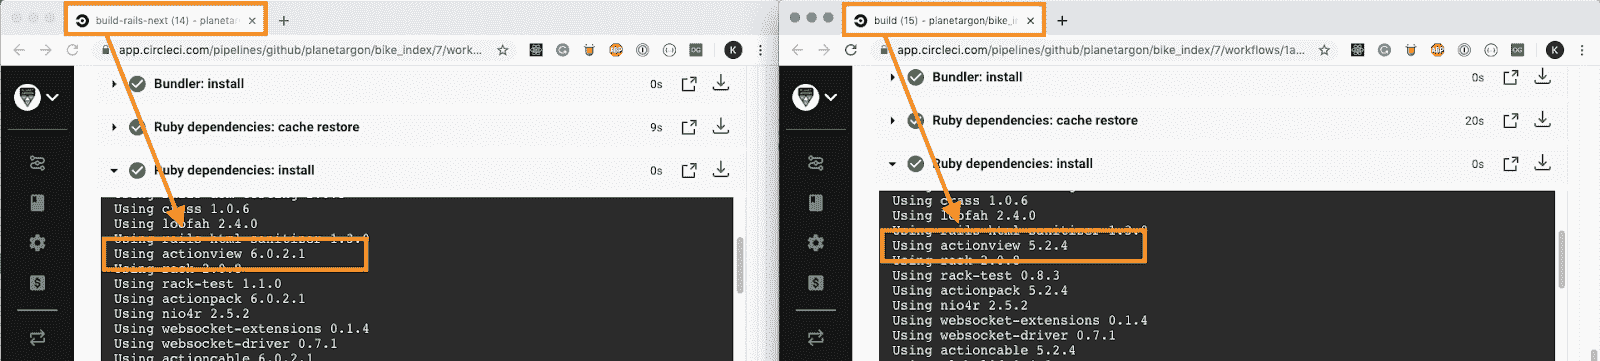 build-rails-next (14) - planetar
app.circleci.com/pipelines/github/planetargon/bike_index/7/work...
K
Bundler: install
0s
Ruby dependencies: cache restore
9s
Ruby dependencies: install
0s
Using crass 1.0.6
Using loofah 2.4.0
Using rails-html-sanitizer 1.3.0
Using actionview 6.0.2.1
Using rack 2.0.8
Using rack-test 1.1.0
Using actionpack 6.0.2.1
Using nio4r 2.5.2
Using websocket-extensions 0.1.4
Using websocket-driver 0.7.1
Using actioncable 6.0.2.1
build (15) - planetargon/bike_in
app.circleci.com/pipelines/github/planetargon/bike_index/7/workflows/1a...
K
Bundler: install
0s
Ruby dependencies: cache restore
20s
Ruby dependencies: install
0s
Using crass 1.0.6
Using loofah 2.4.0
Using rails-html-sanitizer 1.3.0
Using actionview 5.2.4
Using rack 2.0.8
Using rack-test 0.8.3
Using actionpack 5.2.4
Using nio4r 2.5.2
Using websocket-extensions 0.1.4
Using websocket-driver 0.7.1
Using actioncable 5.2.4